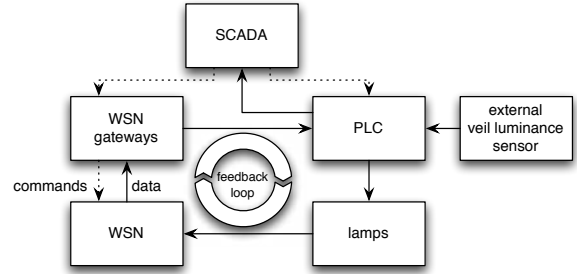 SCADA
WSN
gateways
PLC
external
veil luminance
sensor
feedback
loop
commands
data
WSN
lamps